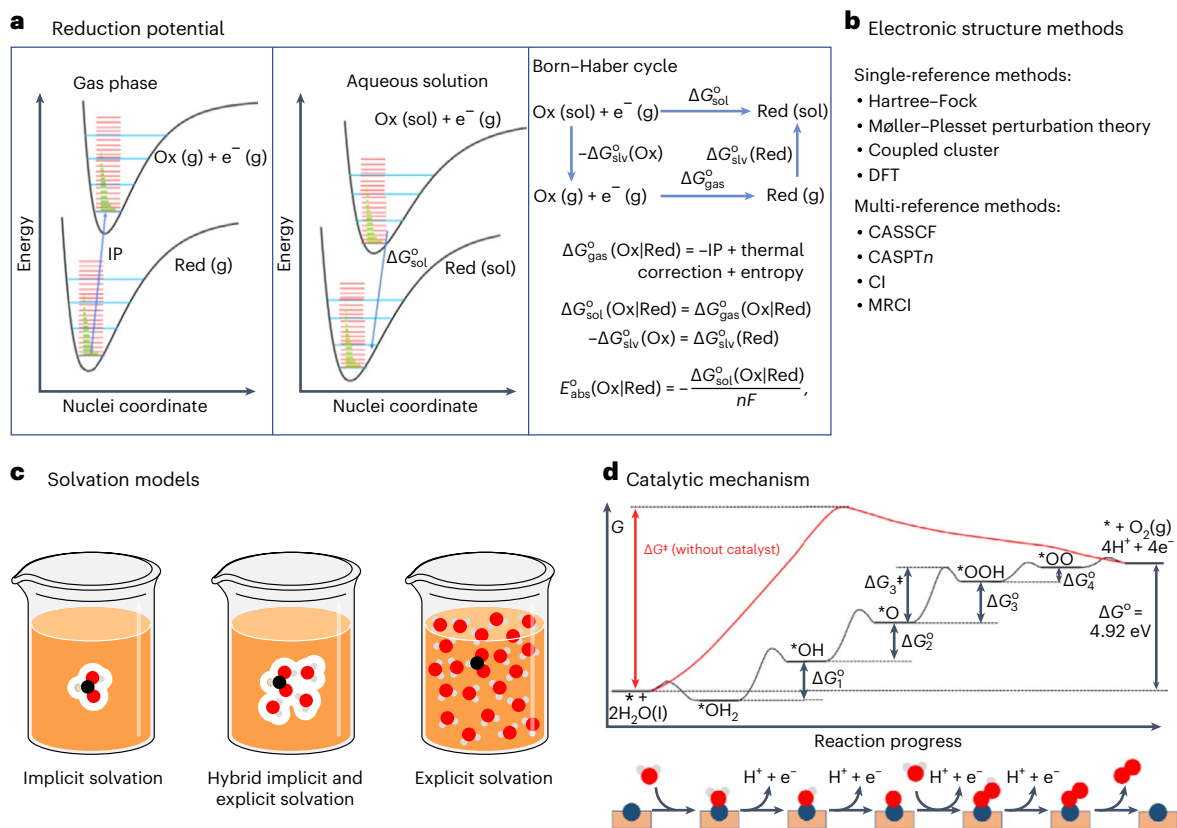 a Reduction potential
Gas phase
Ox (g) + e⁻ (g)
IP
Red (g)
Energy
Nuclei coordinate
Aqueous solution
Ox (sol) + e⁻ (g)
ΔG°sol
Red (sol)
Energy
Nuclei coordinate
Born–Haber cycle
ΔG°sol
Ox (sol) + e⁻ (g) Red (sol)
−ΔG°slv(Ox) ΔG°slv(Red)
ΔG°gas
Ox (g) + e⁻ (g) Red (g)
ΔG°gas (Ox|Red) = −IP + thermal
correction + entropy
ΔG°sol(Ox|Red) = ΔG°gas(Ox|Red)
−ΔG°slv(Ox) = ΔG°slv(Red)
E°abs(Ox|Red) = − ΔG°sol(Ox|Red) ,
nF
b Electronic structure methods
Single-reference methods:
• Hartree–Fock
• Møller–Plesset perturbation theory
• Coupled cluster
• DFT
Multi-reference methods:
• CASSCF
• CASPTn
• CI
• MRCI
c Solvation models
Implicit solvation
Hybrid implicit and
explicit solvation
Explicit solvation
d Catalytic mechanism
G
ΔG‡ (without catalyst)
* + O₂(g)
4H⁺ + 4e⁻
*OO
*OOH
ΔG₃‡
ΔG°₄
ΔG°₃
*O
ΔG° =
4.92 eV
ΔG°₂
*OH
ΔG°₁
* +
2H₂O(l)
*OH₂
Reaction progress
H⁺ + e⁻
H⁺ + e⁻
H⁺ + e⁻
H⁺ + e⁻